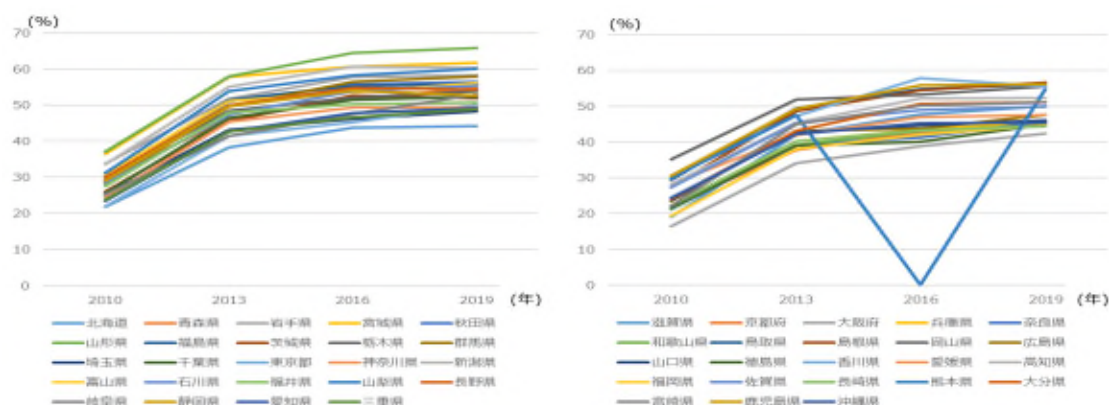 (%)
70
60
50
40
30
20
10
0
2010 2013 2016 2019 (年)
北海道 青森県 岩手県 宮城県 秋田県
山形県 福島県 茨城県 栃木県 群馬県
埼玉県 千葉県 東京都 神奈川県 新潟県
富山県 石川県 福井県 山梨県 長野県
岐阜県 静岡県 愛知県 三重県
(%)
70
60
50
40
30
20
10
0
2010 2013 2016 2019 (年)
滋賀県 京都府 大阪府 兵庫県 奈良県
和歌山県 鳥取県 島根県 岡山県 広島県
山口県 徳島県 香川県 愛媛県 高知県
福岡県 佐賀県 長崎県 熊本県 大分県
宮崎県 鹿児島県 沖縄県